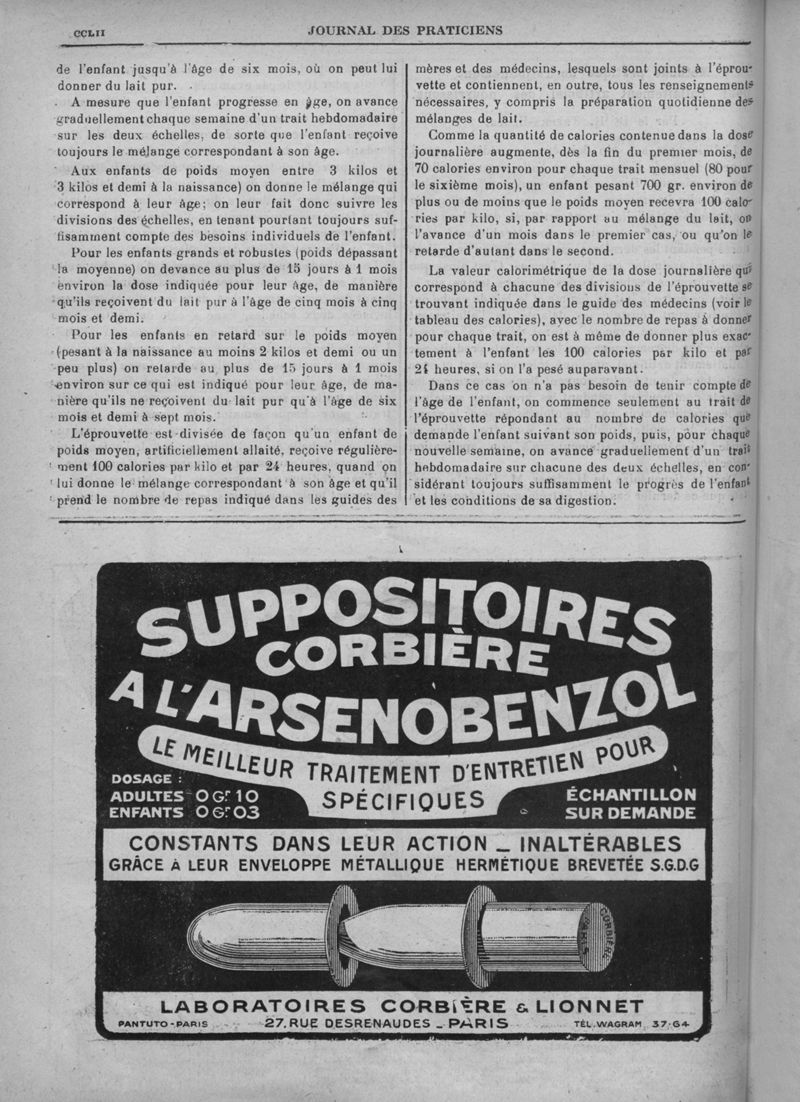 CCLII
JOURNAL DES PRATICIENS
de l'enfant jusqu'à l'âge de six mois, où on peut lui
donner du lait pur.
A mesure que l'enfant progresse en âge, on avance
graduellement chaque semaine d'un trait hebdomadaire
sur les deux échelles, de sorte que l'enfant reçoive
toujours le mélange correspondant à son âge.
Aux enfants de poids moyen entre 3 kilos et
3 kilos et demi à la naissance) on donne le mélange qui
correspond à leur âge; on leur fait donc suivre les
divisions des échelles, en tenant pourtant toujours suf-
fisamment compte des besoins individuels de l'enfant.
Pour les enfants grands et robustes (poids dépassant
la moyenne) on devance au plus de 15 jours à 1 mois
environ la dose indiquée pour leur âge, de manière
qu'ils reçoivent du lait pur à l'âge de cinq mois à cinq
mois et demi.
Pour les enfants en retard sur le poids moyen
(pesant à la naissance au moins 2 kilos et demi ou un
peu plus) on retarde au plus de 15 jours à 1 mois
environ sur ce qui est indiqué pour leur âge, de ma-
nière qu'ils ne reçoivent du lait pur qu'à l'âge de six
mois et demi à sept mois.
L'éprouvette est divisée de façon qu'un enfant de
poids moyen, artificiellement allaité, reçoive régulière-
ment 100 calories par kilo et par 24 heures, quand on
lui donne le mélange correspondant à son âge et qu'il
prend le nombre de repas indiqué dans les guides des
mères et des médecins, lesquels sont joints à l'éprou-
vette et contiennent, en outre, tous les renseignements
nécessaires, y compris la préparation quotidienne des
mélanges de lait.
Comme la quantité de calories contenue dans la dose
journalière augmente, dès la fin du premier mois, de
70 calories environ pour chaque trait mensuel (80 pour
le sixième mois), un enfant pesant 700 gr. environ de
plus ou de moins que le poids moyen recevra 100 calo-
ries par kilo, si, par rapport au mélange du lait, on
l'avance d'un mois dans le premier cas, ou qu'on le
retarde d'autant dans le second.
La valeur calorimétrique de la dose journalière qui
correspond à chacune des divisions de l'éprouvette se
trouvant indiquée dans le guide des médecins (voir le
tableau des calories), avec le nombre de repas à donner
pour chaque trait, on est à même de donner plus exac-
tement à l'enfant les 100 calories par kilo et par
24 heures, si on l'a pesé auparavant.
Dans ce cas on n'a pas besoin de tenir compte de
l'âge de l'enfant, on commence seulement au trait de
l'éprouvette répondant au nombre de calories que
demande l'enfant suivant son poids, puis, pour chaque
nouvelle semaine, on avance graduellement d'un trait
hebdomadaire sur chacune des deux échelles, en con-
sidérant toujours suffisamment le progrès de l'enfant
et les conditions de sa digestion.
SUPPOSITOIRES
CORBIÈRE
A L'ARSENOBENZOL
LE MEILLEUR TRAITEMENT D'ENTRETIEN POUR
SPÉCIFIQUES
DOSAGE :
ADULTES 0 Gr 10
ENFANTS 0 Gr 03
ÉCHANTILLON
SUR DEMANDE
CONSTANTS DANS LEUR ACTION _ INALTÉRABLES
GRÂCE A LEUR ENVELOPPE MÉTALLIQUE HERMÉTIQUE BREVETÉE S.G.D.G
CORBIÈRE
PARIS
LABORATOIRES CORBIÈRE & LIONNET
PANTUTO-PARIS
27, RUE DESRENAUDES _ PARIS
TÉL. WAGRAM 37-64